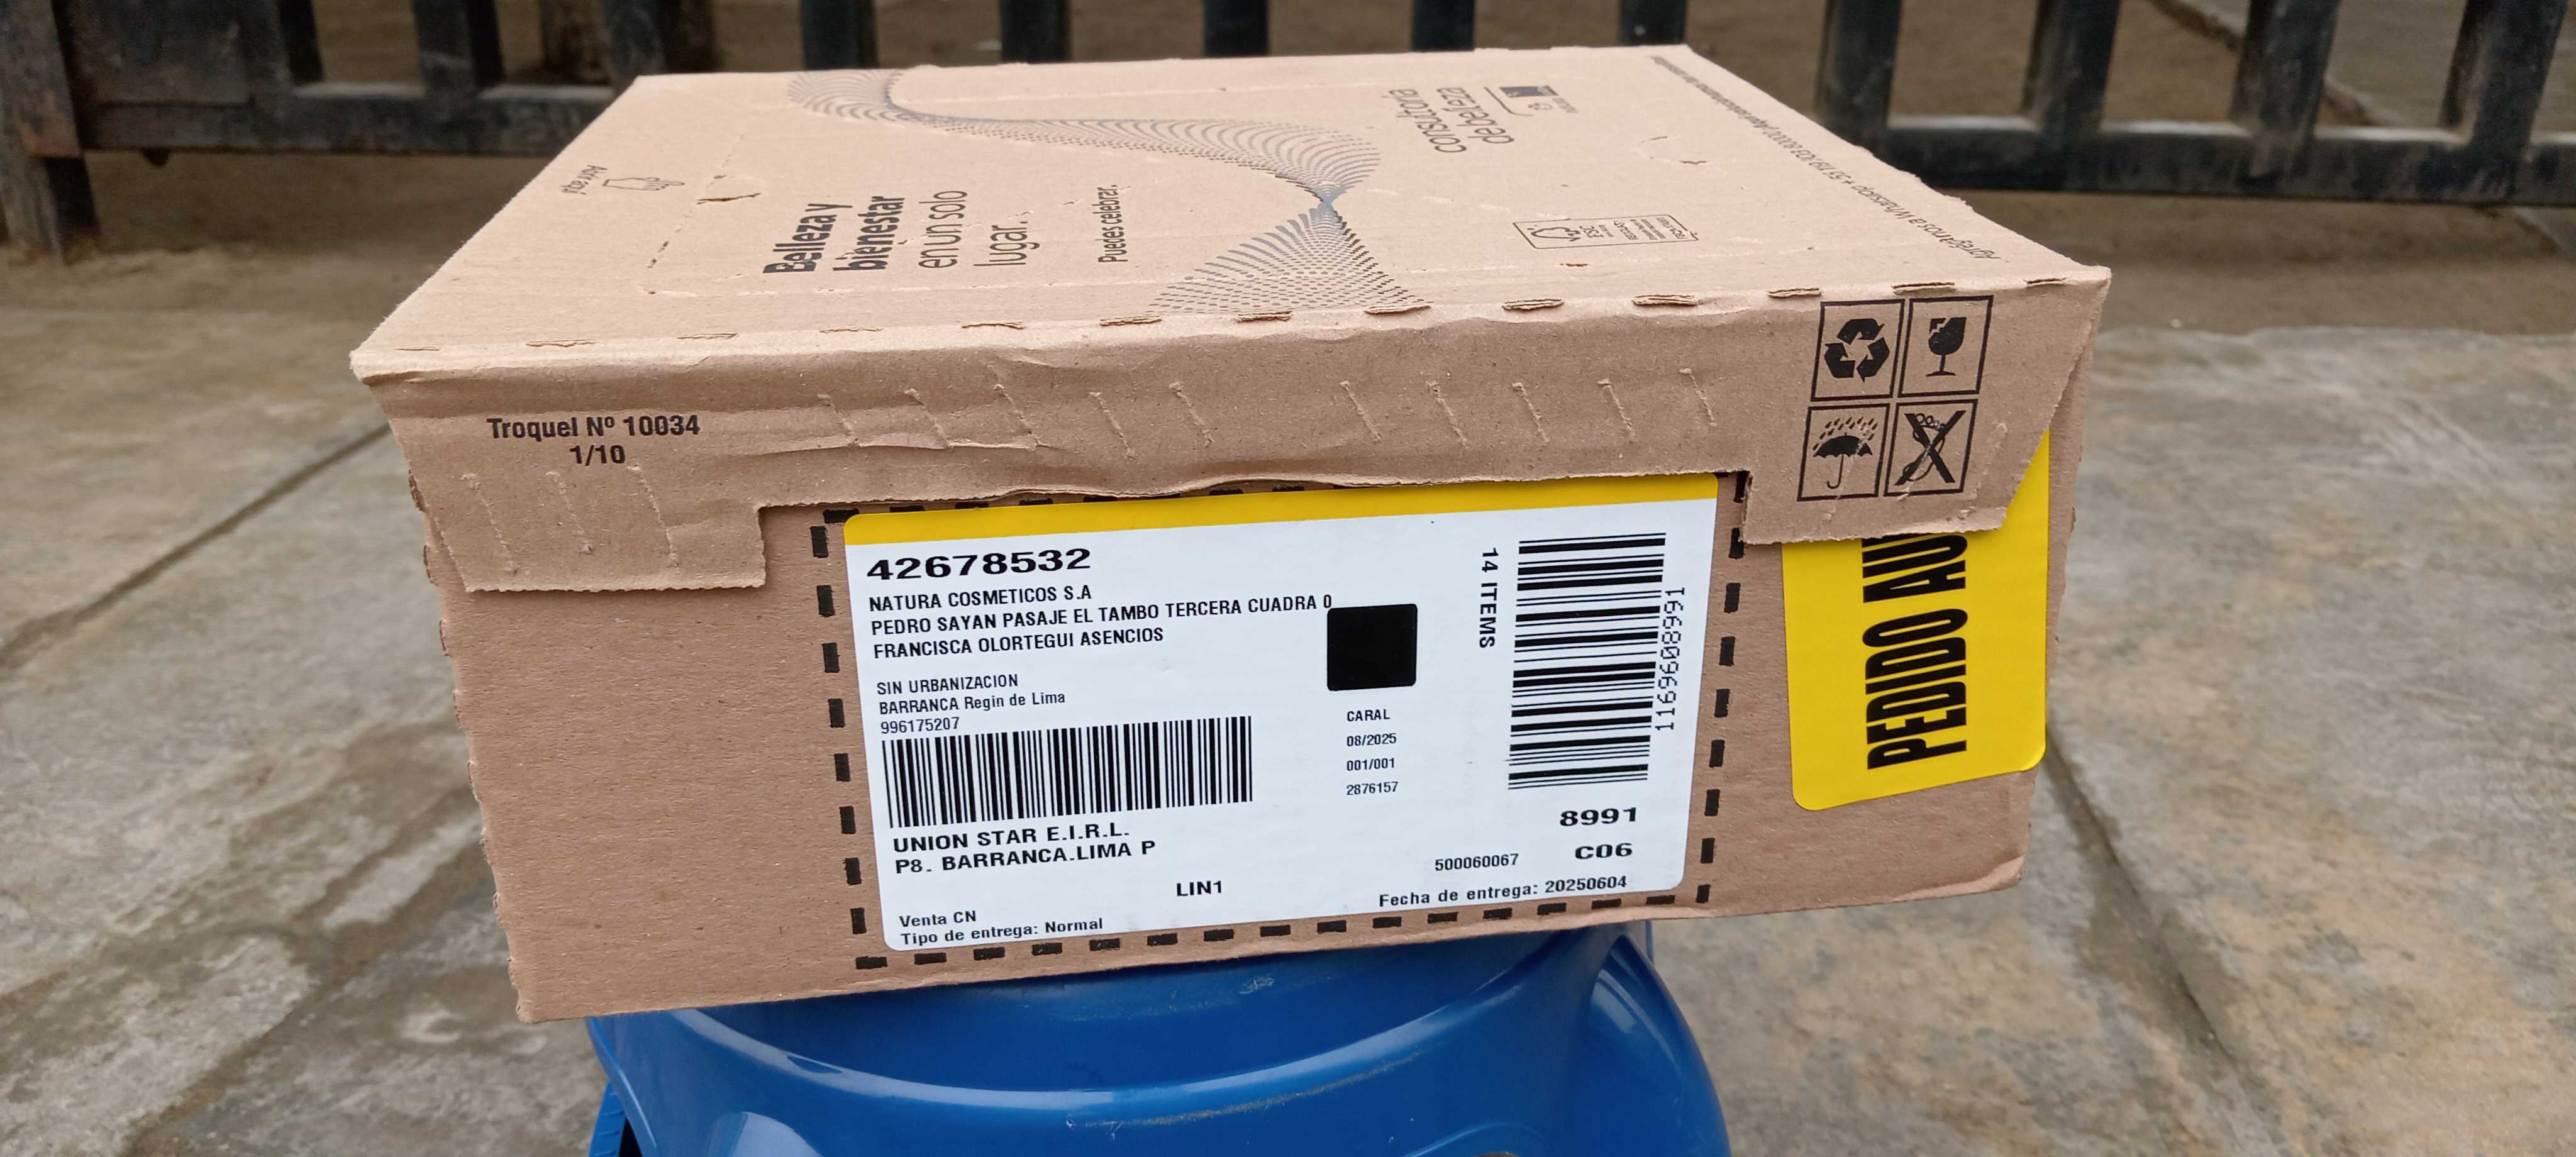 Abrir aquí
Belleza y
bienestar
en un solo
lugar.
Puedes celebrar.
consultoría
de belleza
Troquel Nº 10034
1/10
42678532
NATURA COSMETICOS S.A
PEDRO SAYAN PASAJE EL TAMBO TERCERA CUADRA 0
FRANCISCA OLORTEGUI ASENCIOS
SIN URBANIZACION
BARRANCA Regin de Lima
996175207
UNION STAR E.I.R.L.
P8. BARRANCA.LIMA P
LIN1
Venta CN
Tipo de entrega: Normal
CARAL
08/2025
001/001
2876157
14 ITEMS
116969608991
8991
500060067
C06
Fecha de entrega: 20250604
PEDIDO AU